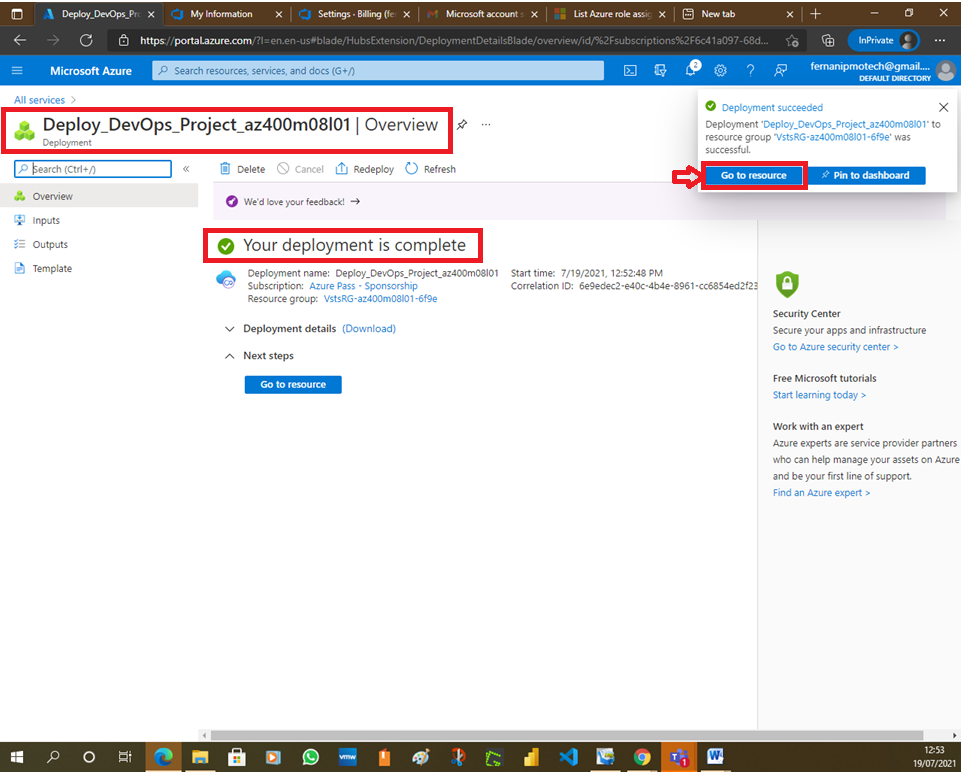 Deploy_DevOps_Pr
My Information
Settings - Billing (fe
Microsoft account s
List Azure role assig
New tab
https://portal.azure.com/?l=en.en-us#blade/HubsExtension/DeploymentDetailsBlade/overview/id/%2Fsubscriptions%2F6c41a097-68d...
InPrivate
Microsoft Azure
Search resources, services, and docs (G+/)
2
fernanipmotech@gmail....
DEFAULT DIRECTORY
All services >
Deploy_DevOps_Project_az400m08l01 | Overview
Deployment
Deployment succeeded
Deployment 'Deploy_DevOps_Project_az400m08l01' to
resource group 'VstsRG-az400m08l01-6f9e' was
successful.
Go to resource
Pin to dashboard
Search (Ctrl+/)
«
Delete
Cancel
Redeploy
Refresh
Overview
Inputs
Outputs
Template
We'd love your feedback! →
Your deployment is complete
Deployment name: Deploy_DevOps_Project_az400m08l01
Subscription: Azure Pass - Sponsorship
Resource group: VstsRG-az400m08l01-6f9e
Start time: 7/19/2021, 12:52:48 PM
Correlation ID: 6e9edec2-e40c-4b4e-8961-cc6854ed2f23
Deployment details (Download)
Next steps
Go to resource
Security Center
Secure your apps and infrastructure
Go to Azure security center >
Free Microsoft tutorials
Start learning today >
Work with an expert
Azure experts are service provider partners
who can help manage your assets on Azure
and be your first line of support.
Find an Azure expert >
vmw
12:53
19/07/2021